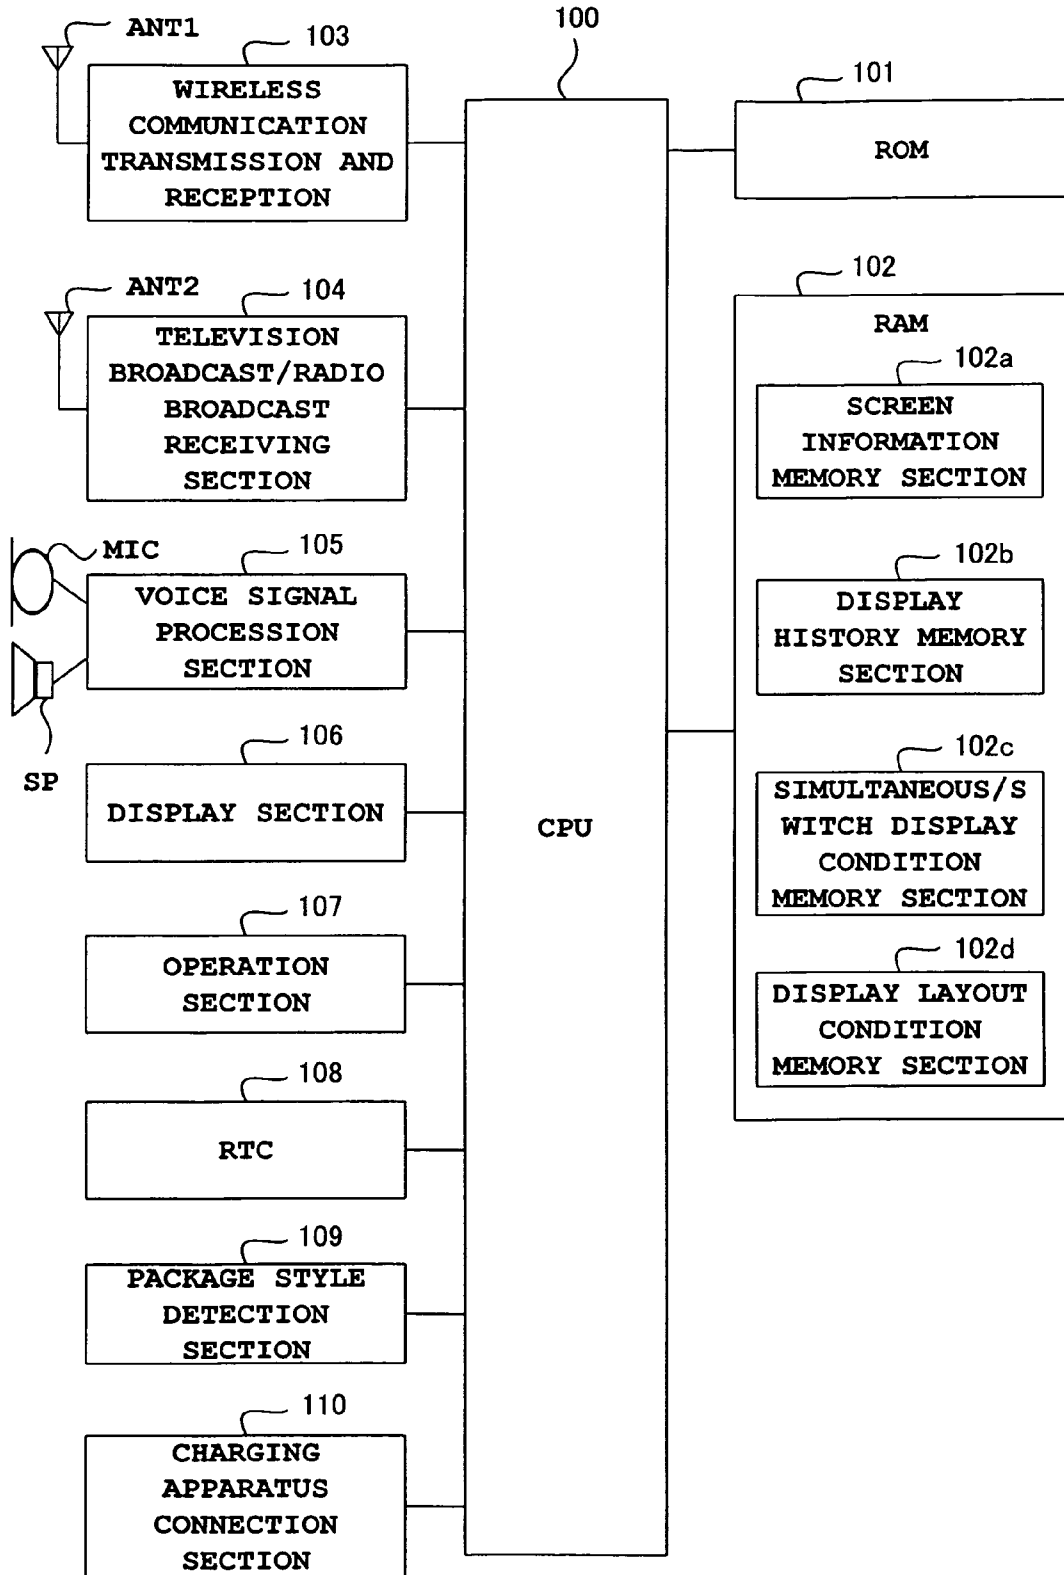 100
ANT1
103
WIRELESS
COMMUNICATION
TRANSMISSION AND
RECEPTION
ANT2
104
TELEVISION
BROADCAST/RADIO
BROADCAST
RECEIVING
SECTION
MIC
105
VOICE SIGNAL
PROCESSION
SECTION
SP
106
DISPLAY SECTION
107
OPERATION
SECTION
108
RTC
109
PACKAGE STYLE
DETECTION
SECTION
110
CHARGING
APPARATUS
CONNECTION
SECTION
CPU
101
ROM
102
RAM
102a
SCREEN
INFORMATION
MEMORY SECTION
102b
DISPLAY
HISTORY MEMORY
SECTION
102c
SIMULTANEOUS/S
WITCH DISPLAY
CONDITION
MEMORY SECTION
102d
DISPLAY LAYOUT
CONDITION
MEMORY SECTION